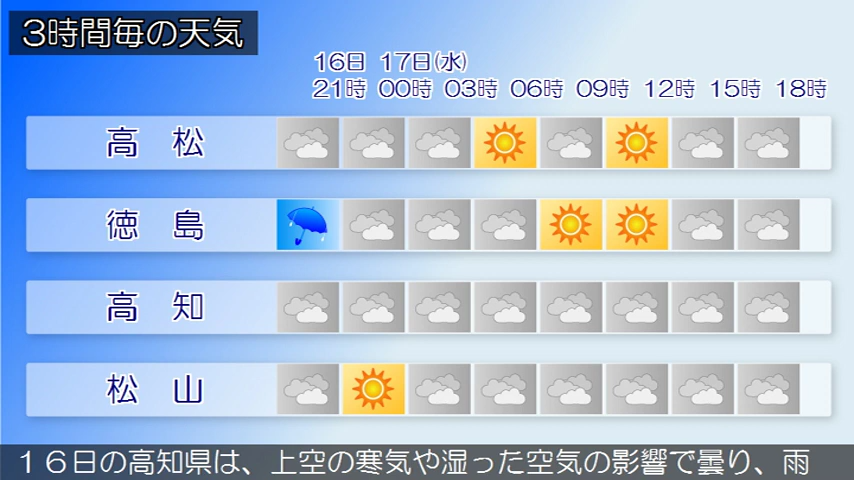 3時間毎の天気
16日 17日(水)
21時 00時 03時 06時 09時 12時 15時 18時
高松
徳島
高知
松山
16日の高知県は、上空の寒気や湿った空気の影響で曇り、雨